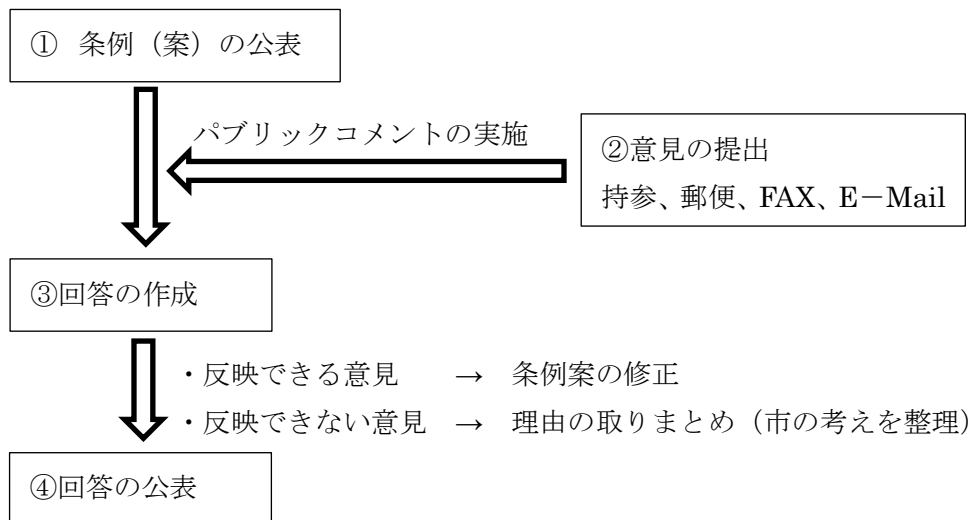 ① 条例（案）の公表
パブリックコメントの実施
②意見の提出
持参、郵便、FAX、E－Mail
③回答の作成
・反映できる意見 → 条例案の修正
・反映できない意見 → 理由の取りまとめ（市の考えを整理）
④回答の公表